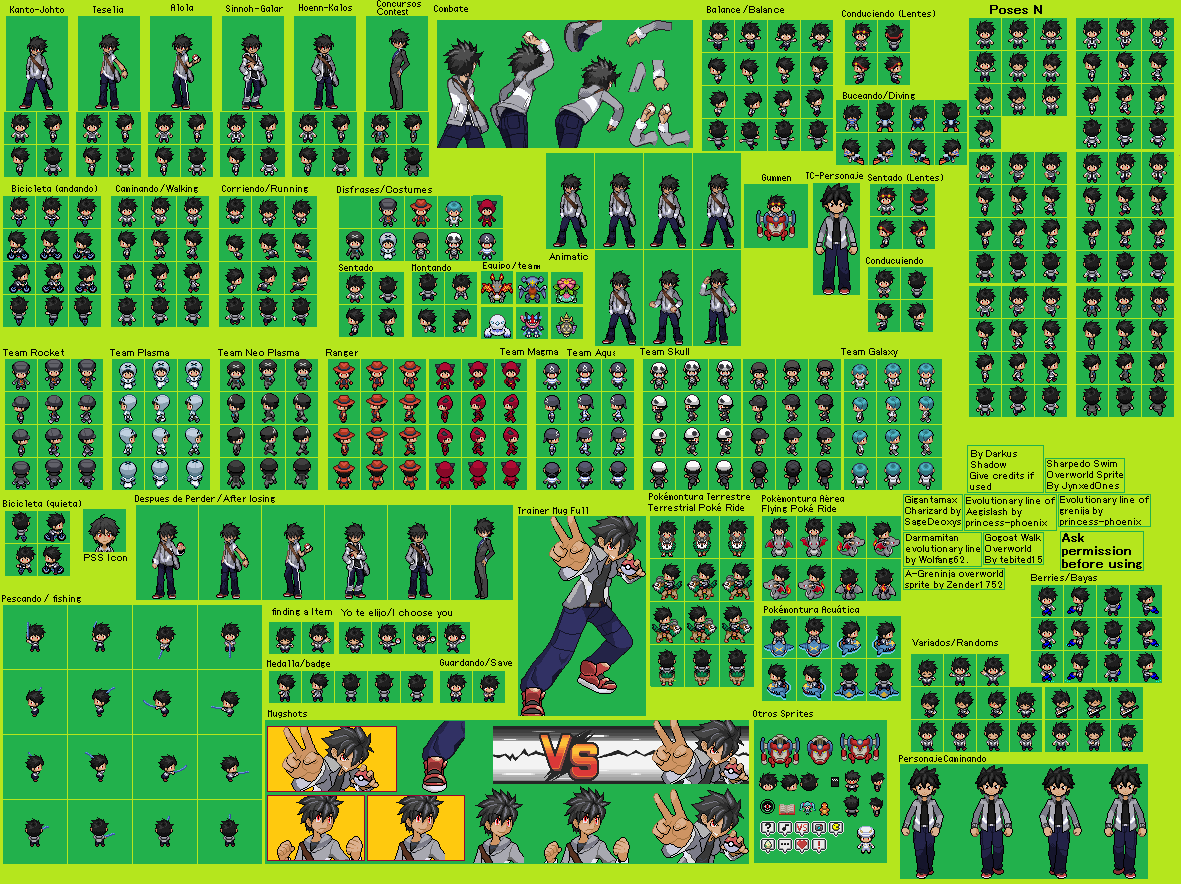 Kanto-Johto
Teselia
Alola
Sinnoh-Galar
Hoenn-Kalos
Concursos
Contest
Combate
Balance /Balance
Conduciendo (Lentes)
Poses N
Buceando/Diving
Gummen
TC-Personaje
Sentado (Lentes)
Bicicleta (andando)
Caminando/Walking
Corriendo/Running
Disfrases/Costumes
Animatic
Sentado
Montando
Equipo/team
Conducuiendo
Team Rocket
Team Plasma
Team Neo Plasma
Ranger
Team Magma
Team Aqua
Team Skull
Team Galaxy
By Darkus
Shadow
Give credits if
used
Sharpedo Swim
Overworld Sprite
By JynxedOnes
Bicicleta (quieta)
Despues de Perder/After losing
PSS Icon
Trainer Mug Full
Pokémontura Terrestre
Terrestrial Poké Ride
Pokémontura Aérea
Flying Poké Ride
Gigantamax
Charizard by
SageDeoxys
Evolutionary line of
Aegislash by
princess-phoenix
Evolutionary line of
grenija by
princess-phoenix
Darmamitan
evolutionary line
by Wolfang62.
Gogoat Walk
Overworld
By tebited15
Ask
permission
before using
A-Greninja overworld
sprite by Zender1752
Berries/Bayas
Pescando / fishing
finding a Item
Yo te elijo/I choose you
Pokémontura Acuática
Variados/Randoms
Medalla/badge
Guardando/Save
Mugshots
VS
Otros Sprites
PersonajeCaminando